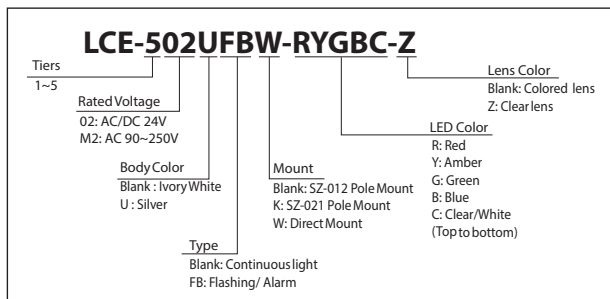 LCE-502UFBW-RYGBC-Z
Tiers
1~5
Rated Voltage
02: AC/DC 24V
M2: AC 90~250V
Body Color
Blank : Ivory White
U : Silver
Type
Blank: Continuous light
FB: Flashing/ Alarm
Mount
Blank: SZ-012 Pole Mount
K: SZ-021 Pole Mount
W: Direct Mount
LED Color
R: Red
Y: Amber
G: Green
B: Blue
C: Clear/White
(Top to bottom)
Lens Color
Blank: Colored lens
Z: Clear lens